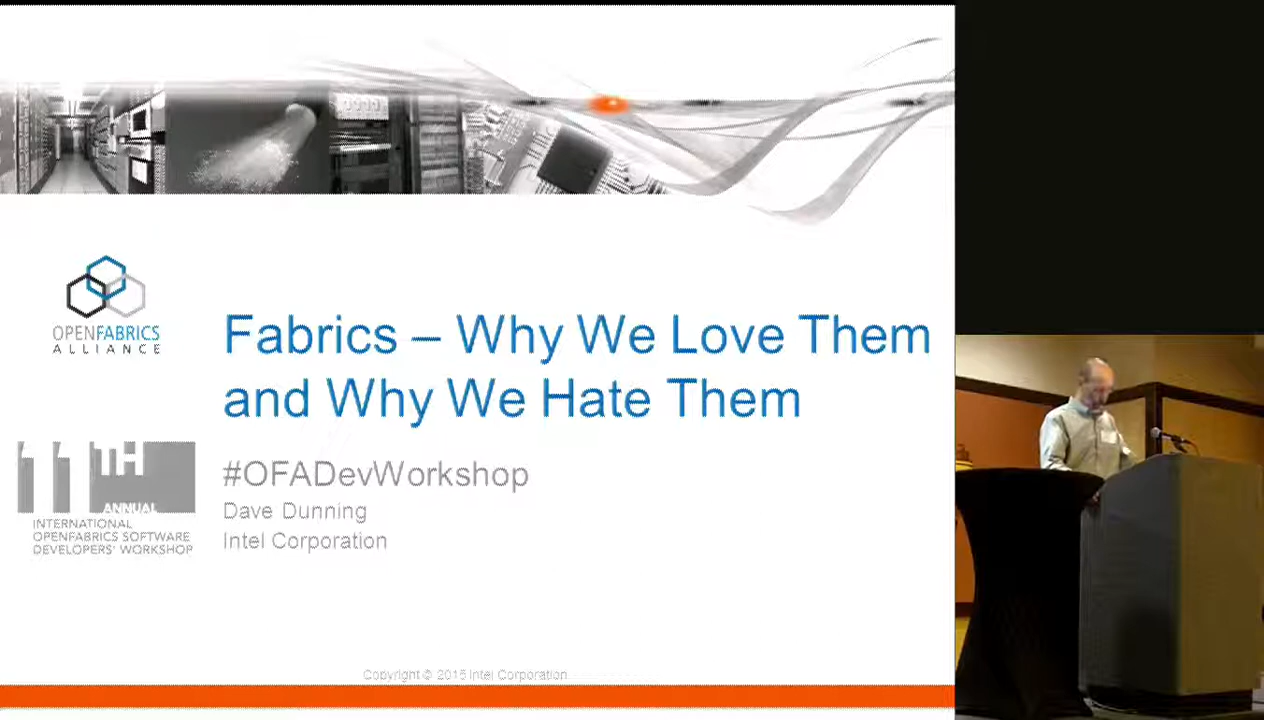 OPENFABRICS
ALLIANCE
Fabrics – Why We Love Them
and Why We Hate Them
11TH
ANNUAL
INTERNATIONAL
OPENFABRICS SOFTWARE
DEVELOPERS' WORKSHOP
#OFADevWorkshop
Dave Dunning
Intel Corporation
Copyright © 2015 Intel Corporation